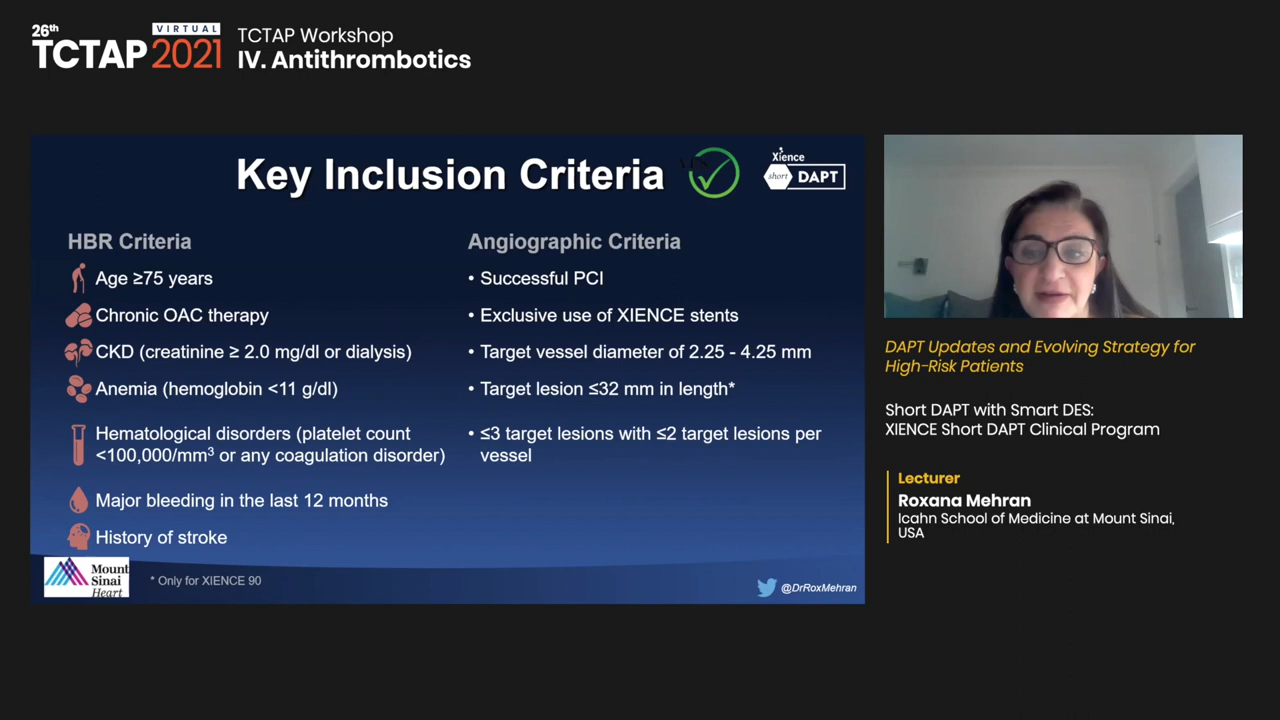 26th
VIRTUAL
TCTAP 2021
TCTAP Workshop
IV. Antithrombotics
Key Inclusion Criteria
Xience
short DAPT
HBR Criteria
Age ≥75 years
Chronic OAC therapy
CKD (creatinine ≥ 2.0 mg/dl or dialysis)
Anemia (hemoglobin <11 g/dl)
Hematological disorders (platelet count
<100,000/mm³ or any coagulation disorder)
Major bleeding in the last 12 months
History of stroke
Angiographic Criteria
• Successful PCI
• Exclusive use of XIENCE stents
• Target vessel diameter of 2.25 - 4.25 mm
• Target lesion ≤32 mm in length*
• ≤3 target lesions with ≤2 target lesions per
vessel
Mount
Sinai
Heart
* Only for XIENCE 90
@DrRoxMehran
DAPT Updates and Evolving Strategy for
High-Risk Patients
Short DAPT with Smart DES:
XIENCE Short DAPT Clinical Program
Lecturer
Roxana Mehran
Icahn School of Medicine at Mount Sinai,
USA